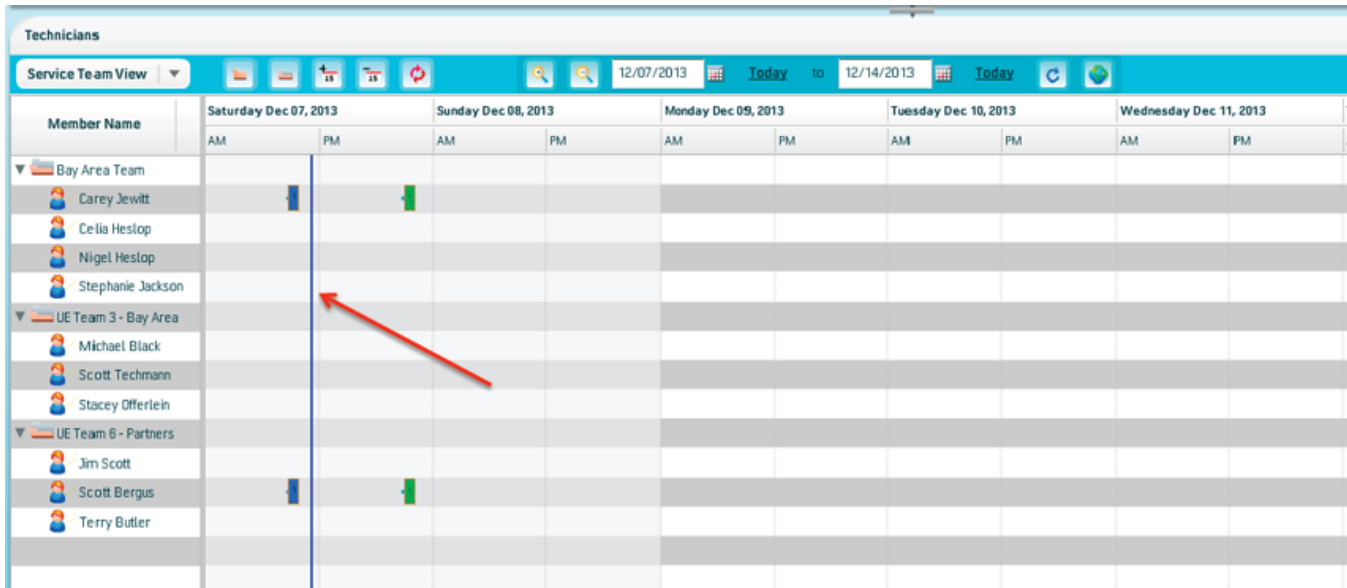 Technicians
Service Team View
15
15
12/07/2013 Today to 12/14/2013 Today
Member Name
Saturday Dec 07, 2013 Sunday Dec 08, 2013 Monday Dec 09, 2013 Tuesday Dec 10, 2013 Wednesday Dec 11, 2013
AM PM AM PM AM PM AM PM AM PM
Bay Area Team
Carey Jewitt
Celia Heslop
Nigel Heslop
Stephanie Jackson
UE Team 3 - Bay Area
Michael Black
Scott Techmann
Stacey Offerlein
UE Team 6 - Partners
Jim Scott
Scott Bergus
Terry Butler